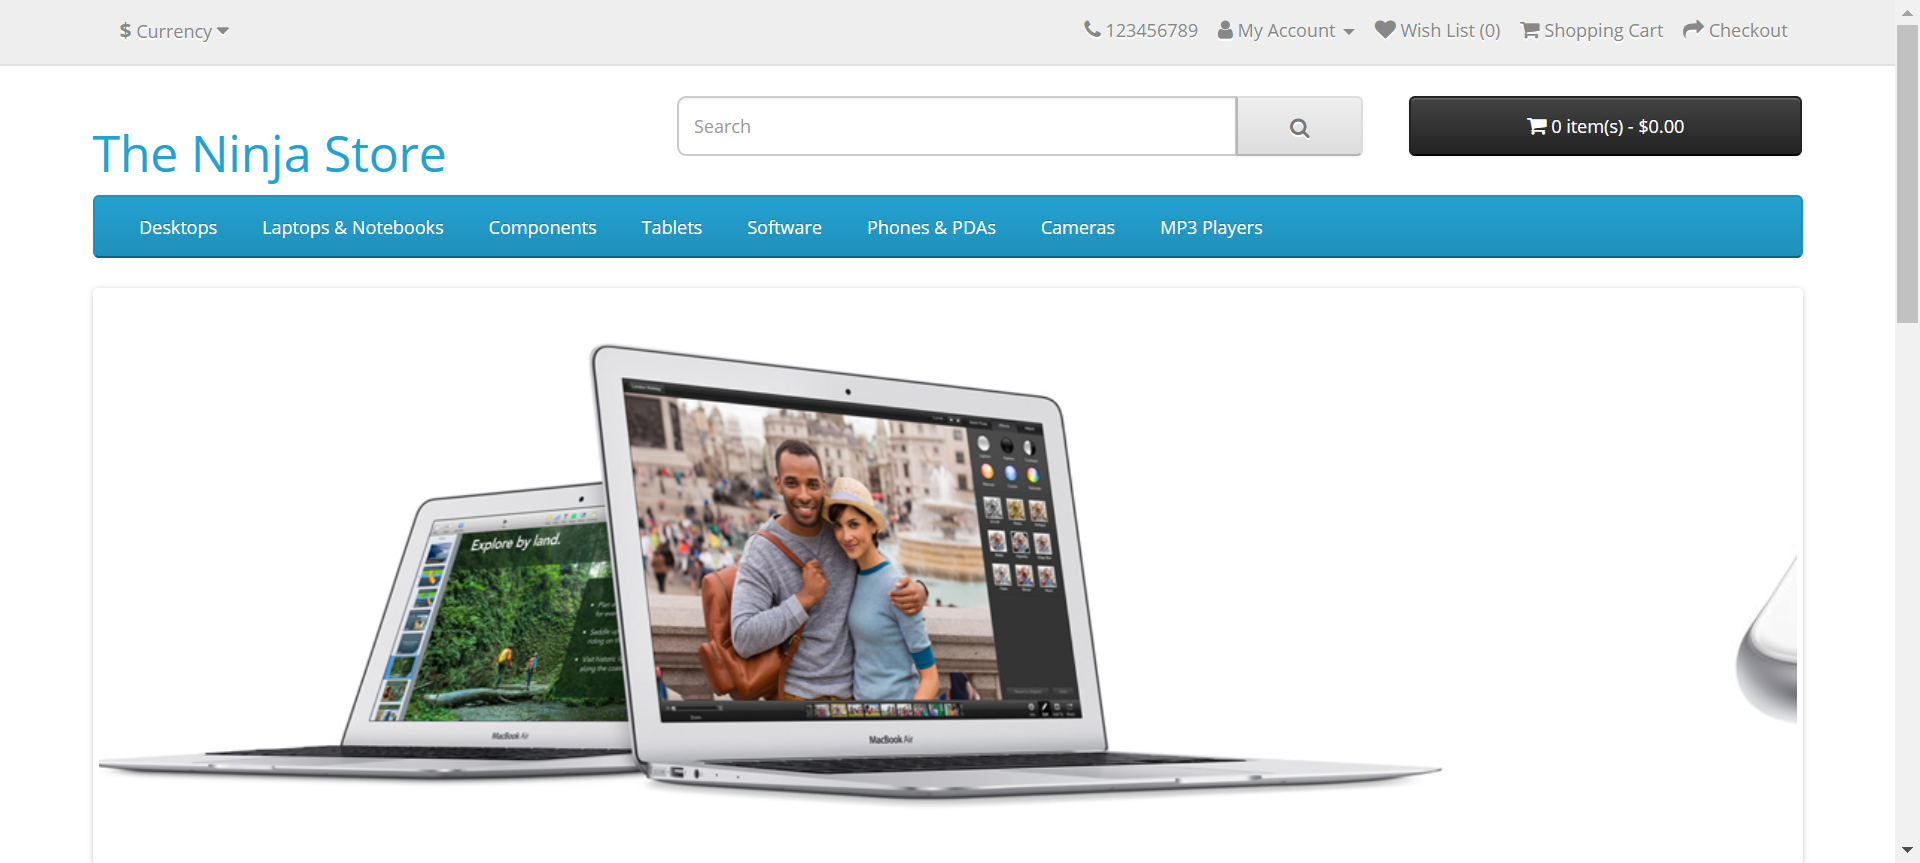 $ Currency
123456789 My Account Wish List (0) Shopping Cart Checkout
The Ninja Store
Search
0 item(s) - $0.00
Desktops Laptops & Notebooks Components Tablets Software Phones & PDAs Cameras MP3 Players
Explore by land.
MacBook Air
MacBook Air